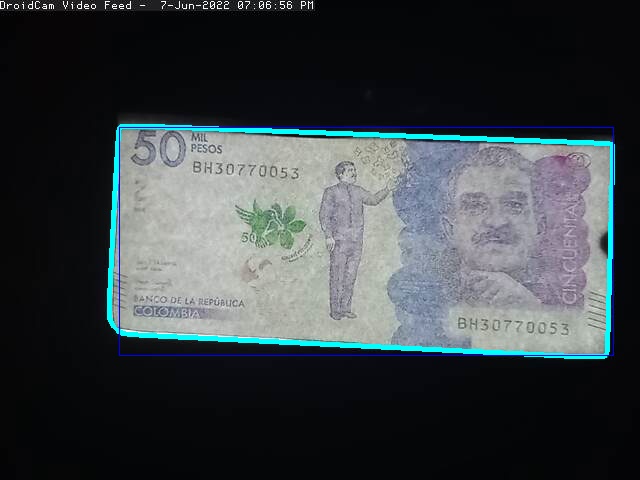 DroidCam Video Feed -  7-Jun-2022 07:06:56 PM
50 MIL
PESOS
BH30770053
50
CINCUENTA
BANCO DE LA REPÚBLICA
COLOMBIA
BH30770053